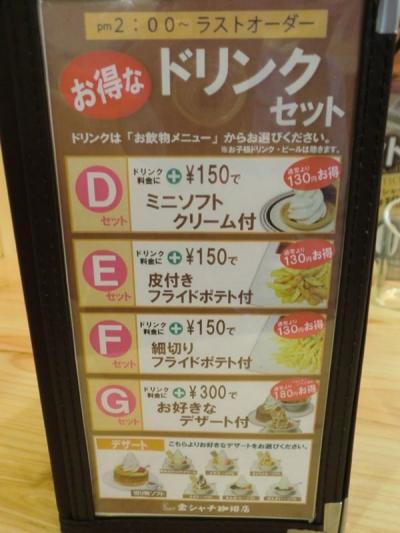 pm 2：00～ラストオーダー
お得な
ドリンク
セット
ドリンクは「お飲物メニュー」からお選びください。
※お子様ドリンク・ビールは除きます。
D
セット
ドリンク
料金に
+¥150で
ミニソフト
クリーム付
通常より
130円お得
E
セット
ドリンク
料金に
+¥150で
皮付き
フライドポテト付
通常より
130円お得
F
セット
ドリンク
料金に
+¥150で
細切り
フライドポテト付
通常より
130円お得
G
セット
ドリンク
料金に
+¥300で
お好きな
デザート付
180円お得
デザート
こちらよりお好きなデザートをお選びください。
金シャチ珈琲店